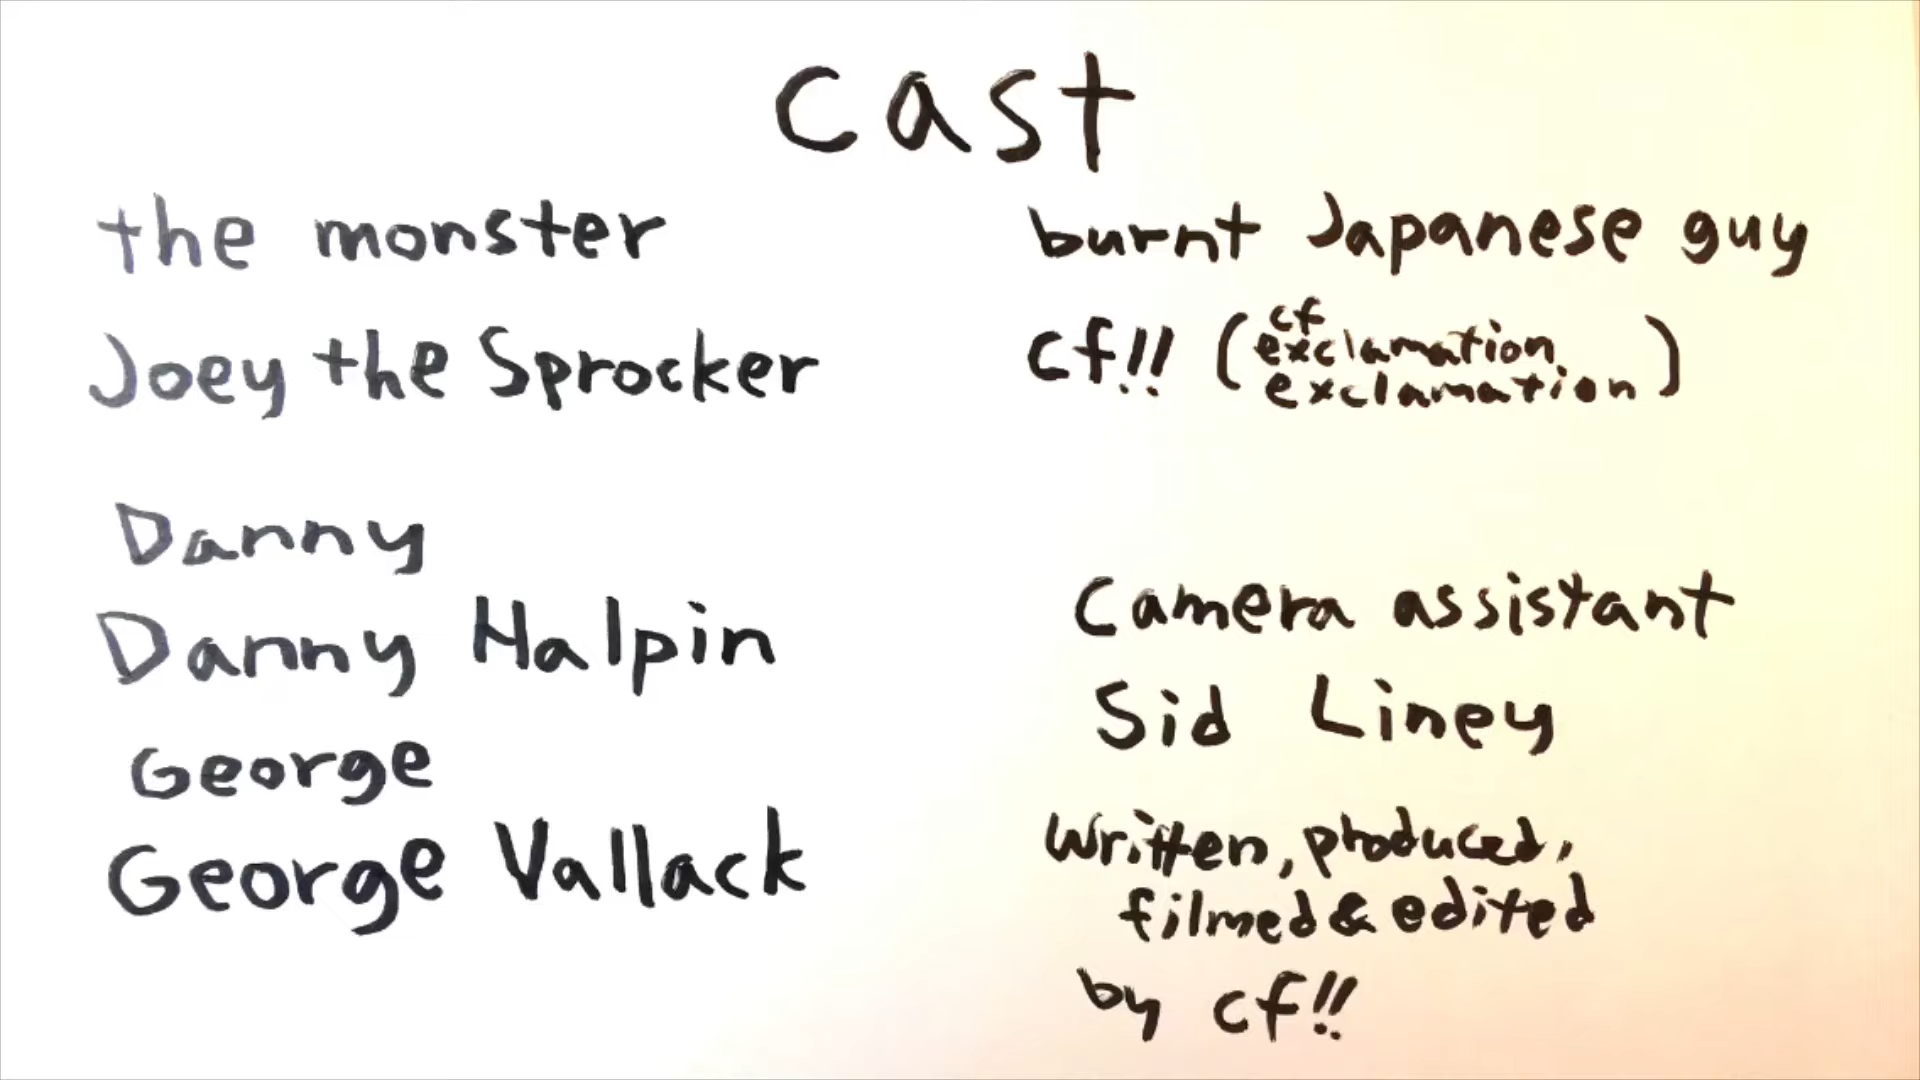 cast
the monster burnt Japanese guy
Joey the Sprocker cf!! (cf exclamation exclamation)
Danny
Danny Halpin
George
George Vallack
Camera assistant
Sid Liney
Written, produced,
filmed & edited
by cf!!